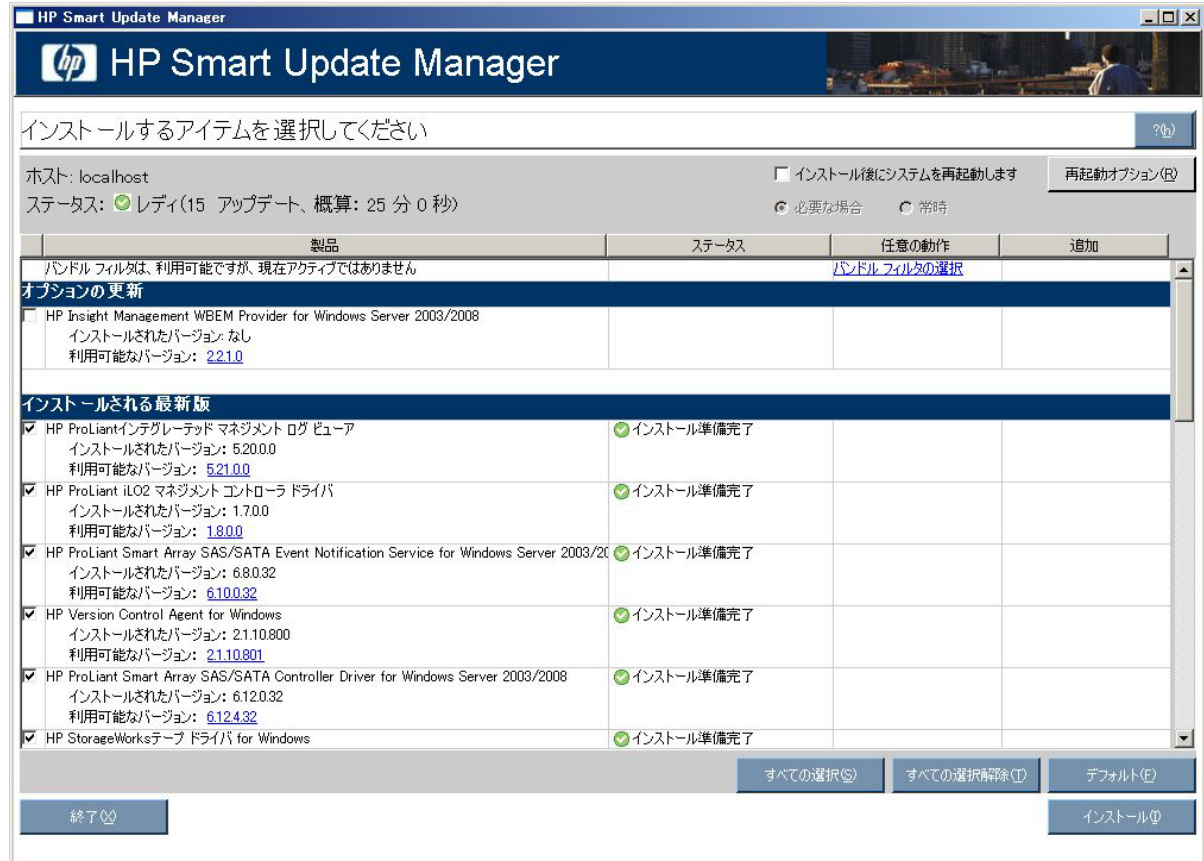 HP Smart Update Manager
hp HP Smart Update Manager
インストールするアイテムを選択してください ?(h)
ホスト: localhost
インストール後にシステムを再起動します 再起動オプション(R)
ステータス: レディ(15 アップデート、概算: 25 分 0 秒)
必要な場合 常時
製品 ステータス 任意の動作 追加
バンドル フィルタは、利用可能ですが、現在アクティブではありません バンドル フィルタの選択
オプションの更新
HP Insight Management WBEM Provider for Windows Server 2003/2008
インストールされたバージョン: なし
利用可能なバージョン: 2.2.1.0
インストールされる最新版
HP ProLiantインテグレーテッド マネジメント ログ ビューア インストール準備完了
インストールされたバージョン: 5.20.0.0
利用可能なバージョン: 5.21.0.0
HP ProLiant iLO2 マネジメント コントローラ ドライバ インストール準備完了
インストールされたバージョン: 1.7.0.0
利用可能なバージョン: 1.8.0.0
HP ProLiant Smart Array SAS/SATA Event Notification Service for Windows Server 2003/20 インストール準備完了
インストールされたバージョン: 6.8.0.32
利用可能なバージョン: 6.10.0.32
HP Version Control Agent for Windows インストール準備完了
インストールされたバージョン: 2.1.10.800
利用可能なバージョン: 2.1.10.801
HP ProLiant Smart Array SAS/SATA Controller Driver for Windows Server 2003/2008 インストール準備完了
インストールされたバージョン: 6.12.0.32
利用可能なバージョン: 6.12.4.32
HP StorageWorksテープ ドライバ for Windows インストール準備完了
すべての選択(S) すべての選択解除(T) デフォルト(F)
終了(X) インストール(I)